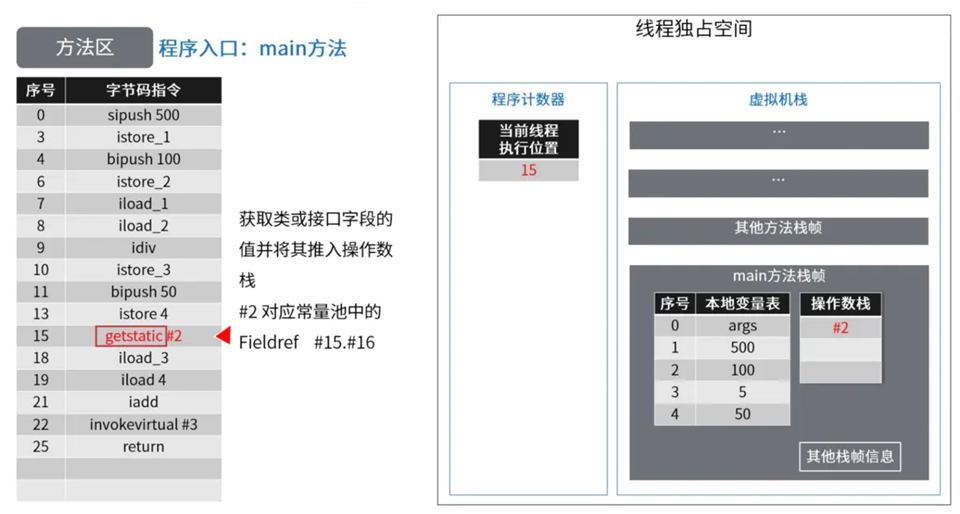 方法区
程序入口：main方法
序号 字节码指令
0 sipush 500
3 istore_1
4 bipush 100
6 istore_2
7 iload_1
8 iload_2
9 idiv
10 istore_3
11 bipush 50
13 istore 4
15 getstatic #2
18 iload_3
19 iload 4
21 iadd
22 invokevirtual #3
25 return
获取类或接口字段的
值并将其推入操作数
栈
#2 对应常量池中的
Fieldref #15.#16
线程独占空间
程序计数器
当前线程
执行位置
15
虚拟机栈
...
...
其他方法栈帧
main方法栈帧
序号 本地变量表
0 args
1 500
2 100
3 5
4 50
操作数栈
#2
其他栈帧信息